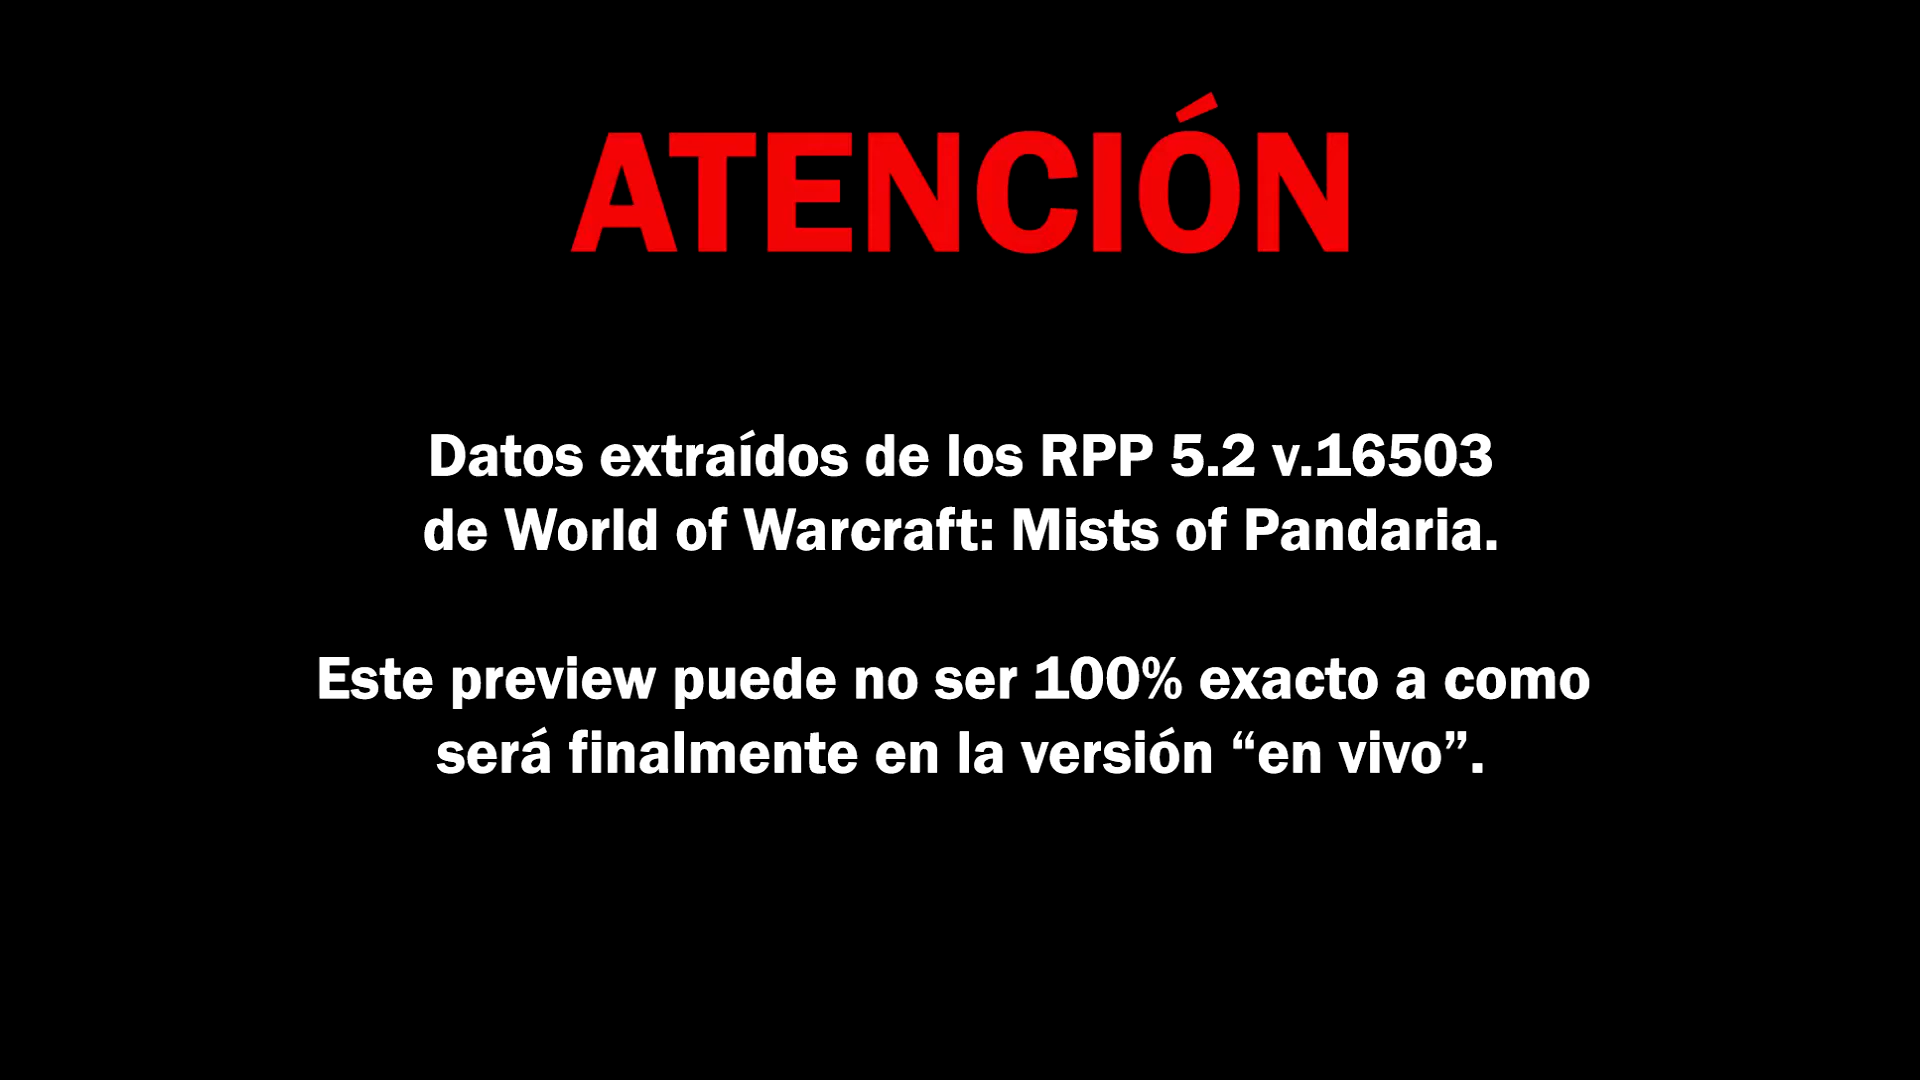 ATENCIÓN
Datos extraídos de los RPP 5.2 v.16503
de World of Warcraft: Mists of Pandaria.
Este preview puede no ser 100% exacto a como
será finalmente en la versión “en vivo”.